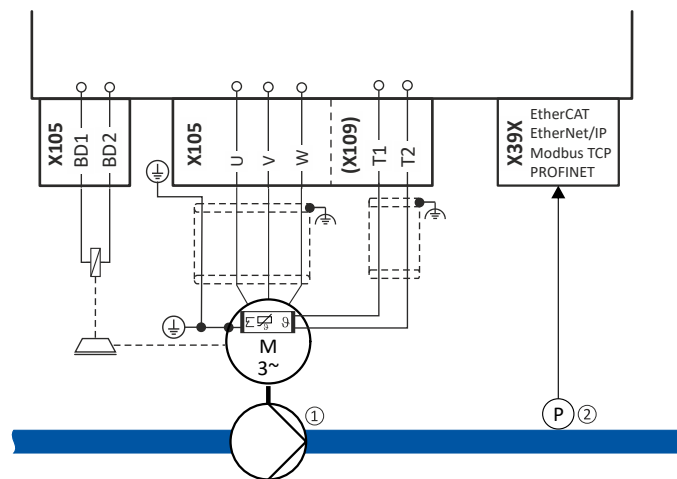 X105
BD1
BD2
X105
U
V
W
(X109)
T1
T2
X39X
EtherCAT
EtherNet/IP
Modbus TCP
PROFINET
M
3~
ϑ
ϑ
①
P
②